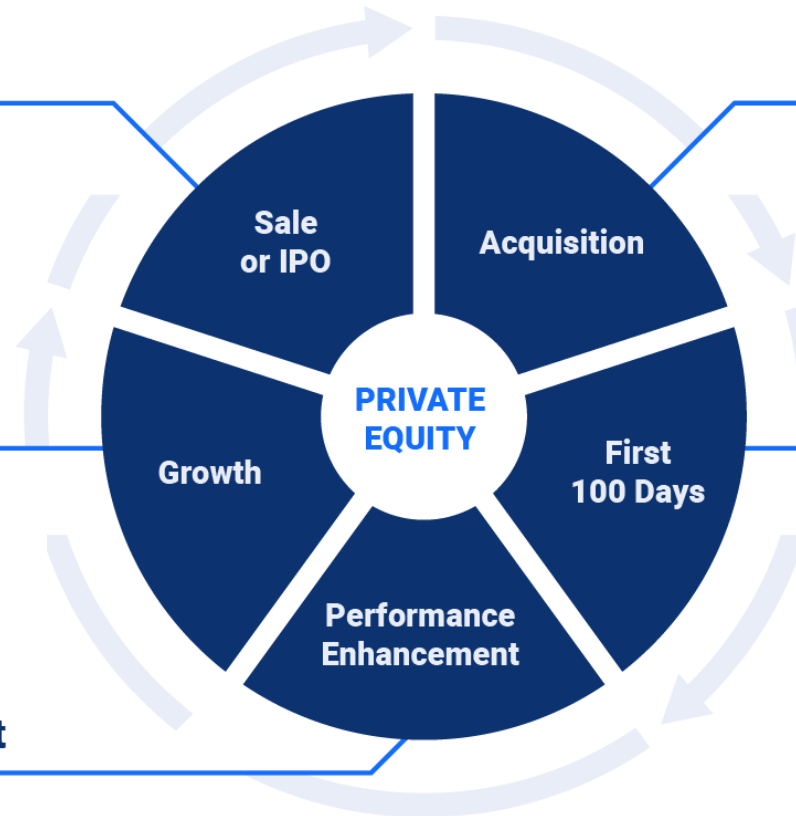 Sale
or IPO
Acquisition
PRIVATE
EQUITY
Growth
First
100 Days
Performance
Enhancement